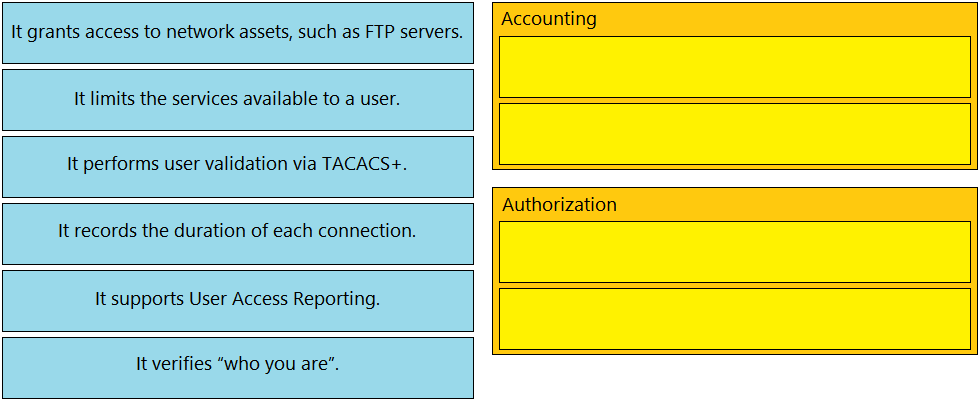 It grants access to network assets, such as FTP servers.
It limits the services available to a user.
It performs user validation via TACACS+.
It records the duration of each connection.
It supports User Access Reporting.
It verifies “who you are”.
Accounting
Authorization